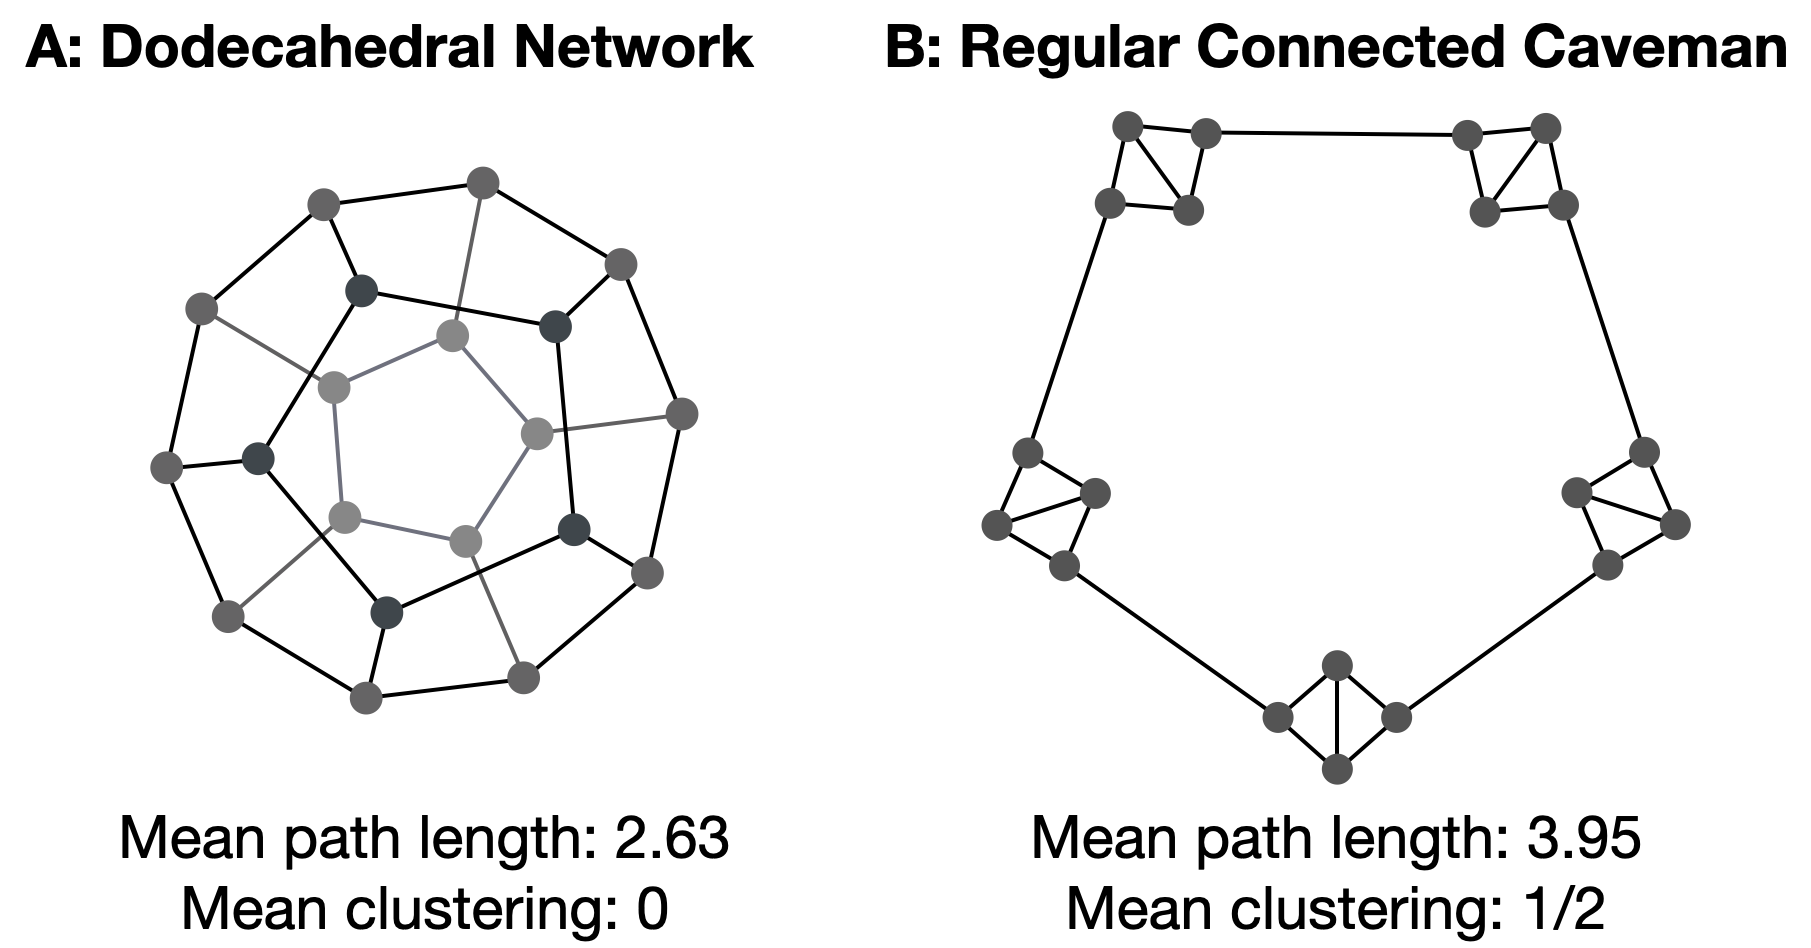 A: Dodecahedral Network
B: Regular Connected Caveman
Mean path length: 2.63
Mean clustering: 0
Mean path length: 3.95
Mean clustering: 1/2